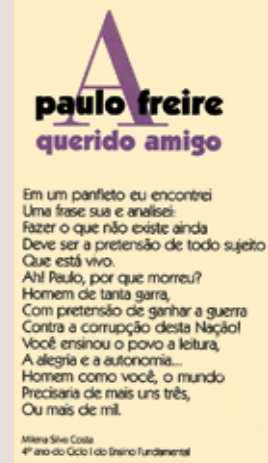 A
paulo freire
querido amigo
Em um panfleto eu encontrei
Uma frase sua e analisei:
Fazer o que não existe ainda
Deve ser a pretensão de todo sujeito
Que está vivo.
Ah! Paulo, por que morreu?
Homem de tanta garra,
Com pretensão de ganhar a guerra
Contra a corrupção desta Nação!
Você ensinou o povo a leitura,
A alegria e a autonomia...
Homem como você, o mundo
Precisaria de mais uns três,
Ou mais de mil.
Milena Silva Costa
4º ano do Ciclo I do Ensino Fundamental